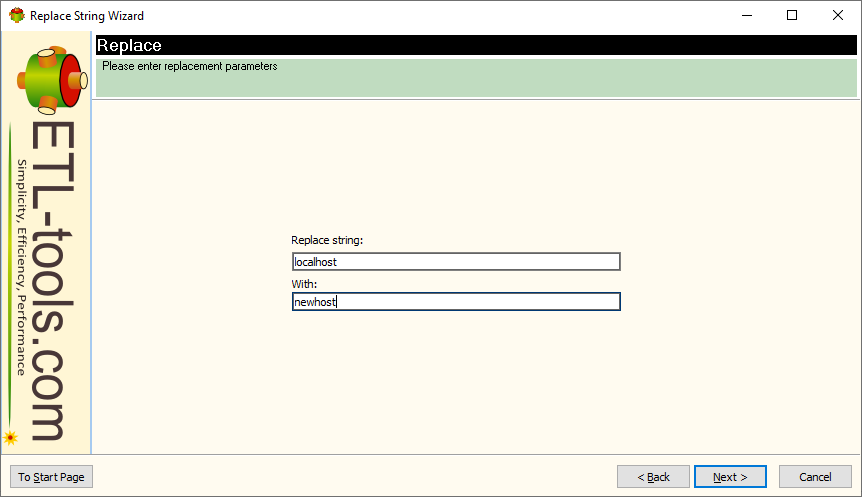 Replace String Wizard
Replace
Please enter replacement parameters
ETL-tools.com
Simplicity, Efficiency, Performance
Replace string:
localhost
With:
newhost
To Start Page
< Back
Next >
Cancel